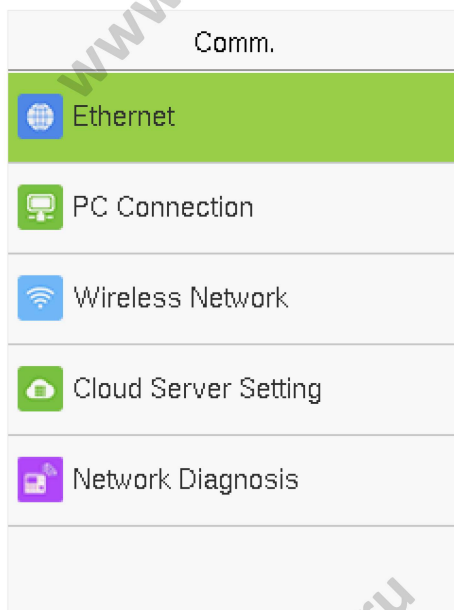 Comm.
Ethernet
PC Connection
Wireless Network
Cloud Server Setting
Network Diagnosis